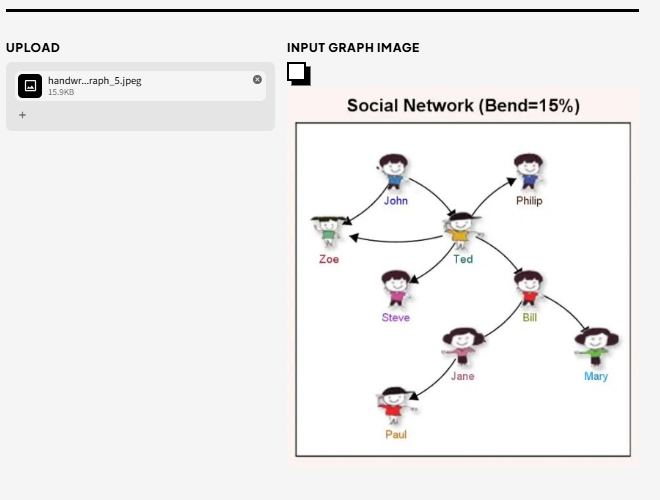 UPLOAD
handwr...raph_5.jpeg
15.9KB
+
INPUT GRAPH IMAGE
Social Network (Bend=15%)
John
Philip
Zoe
Ted
Steve
Bill
Jane
Mary
Paul